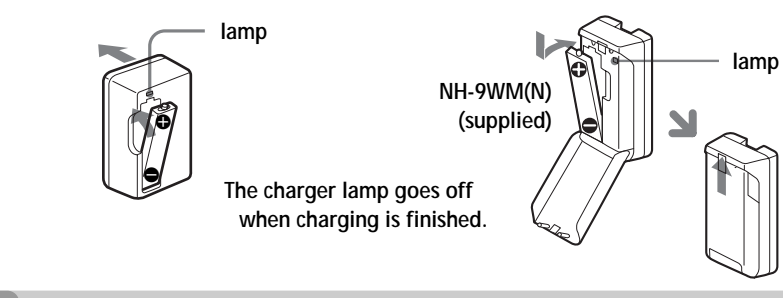 lamp
lamp
NH-9WM(N)
(supplied)
The charger lamp goes off
when charging is finished.